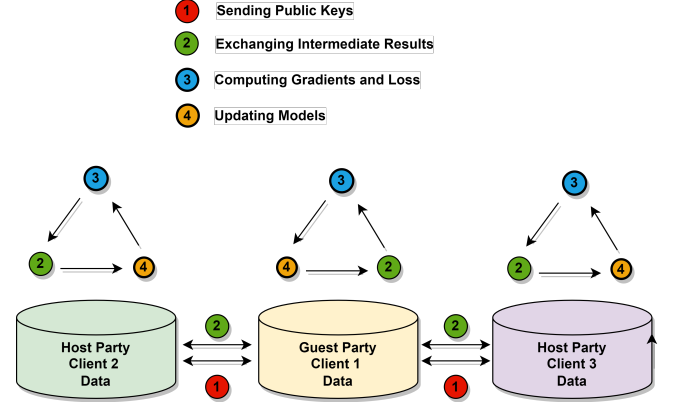 1 Sending Public Keys
2 Exchanging Intermediate Results
3 Computing Gradients and Loss
4 Updating Models
3 3 3
2 4 4 2 2 4
2 2
Host Party Guest Party Host Party
Client 2 Client 1 Client 3
Data Data Data
1 1